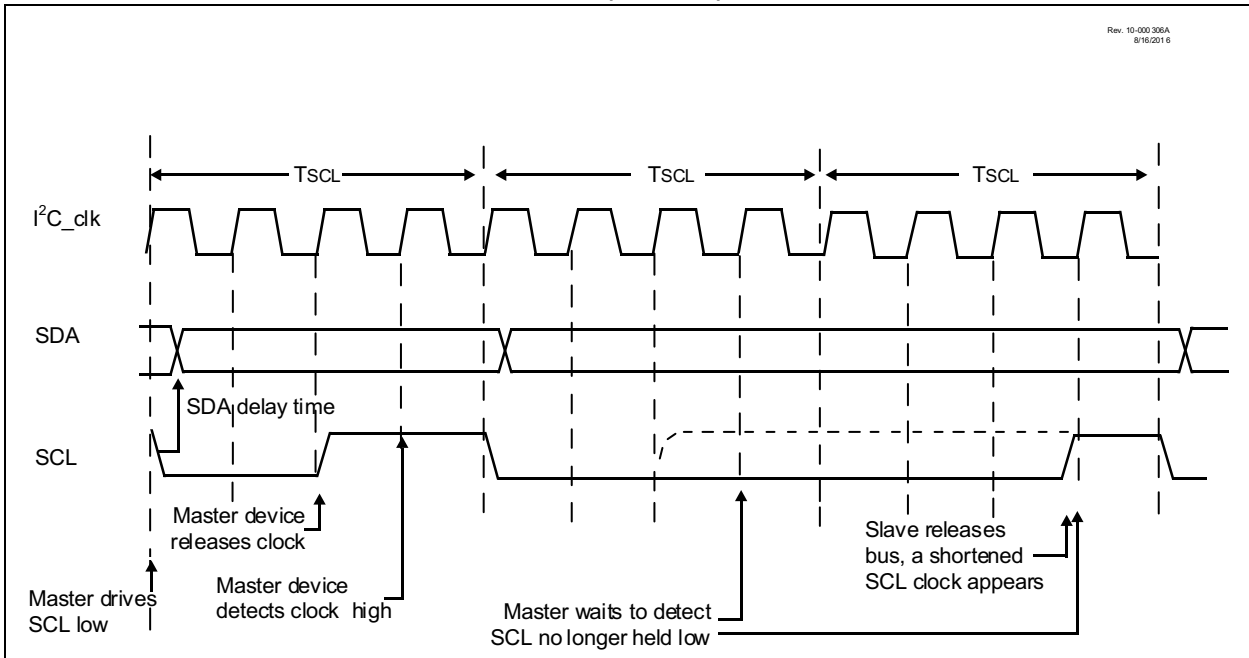 Rev. 10-000 306A
8/16/201 6
TSCL
TSCL
TSCL
I²C_clk
SDA
SDA delay time
SCL
Master device
releases clock
Master device
detects clock high
Master drives
SCL low
Master waits to detect
SCL no longer held low
Slave releases
bus, a shortened
SCL clock appears